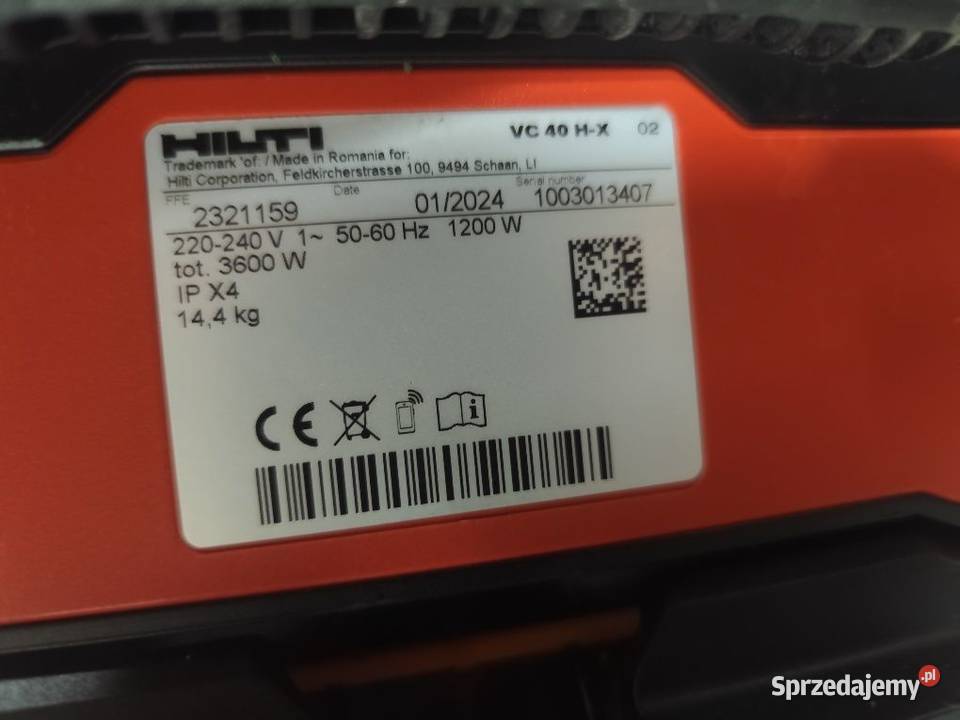 HILTI VC 40 H-X 02
Trademark of: / Made in Romania for:
Hilti Corporation, Feldkircherstrasse 100, 9494 Schaan, LI
Date Serial number
2321159 01/2024 1003013407
220-240 V 1~ 50-60 Hz 1200 W
tot. 3600 W
IP X4
14,4 kg
CE
i
Sprzedajemy.pl